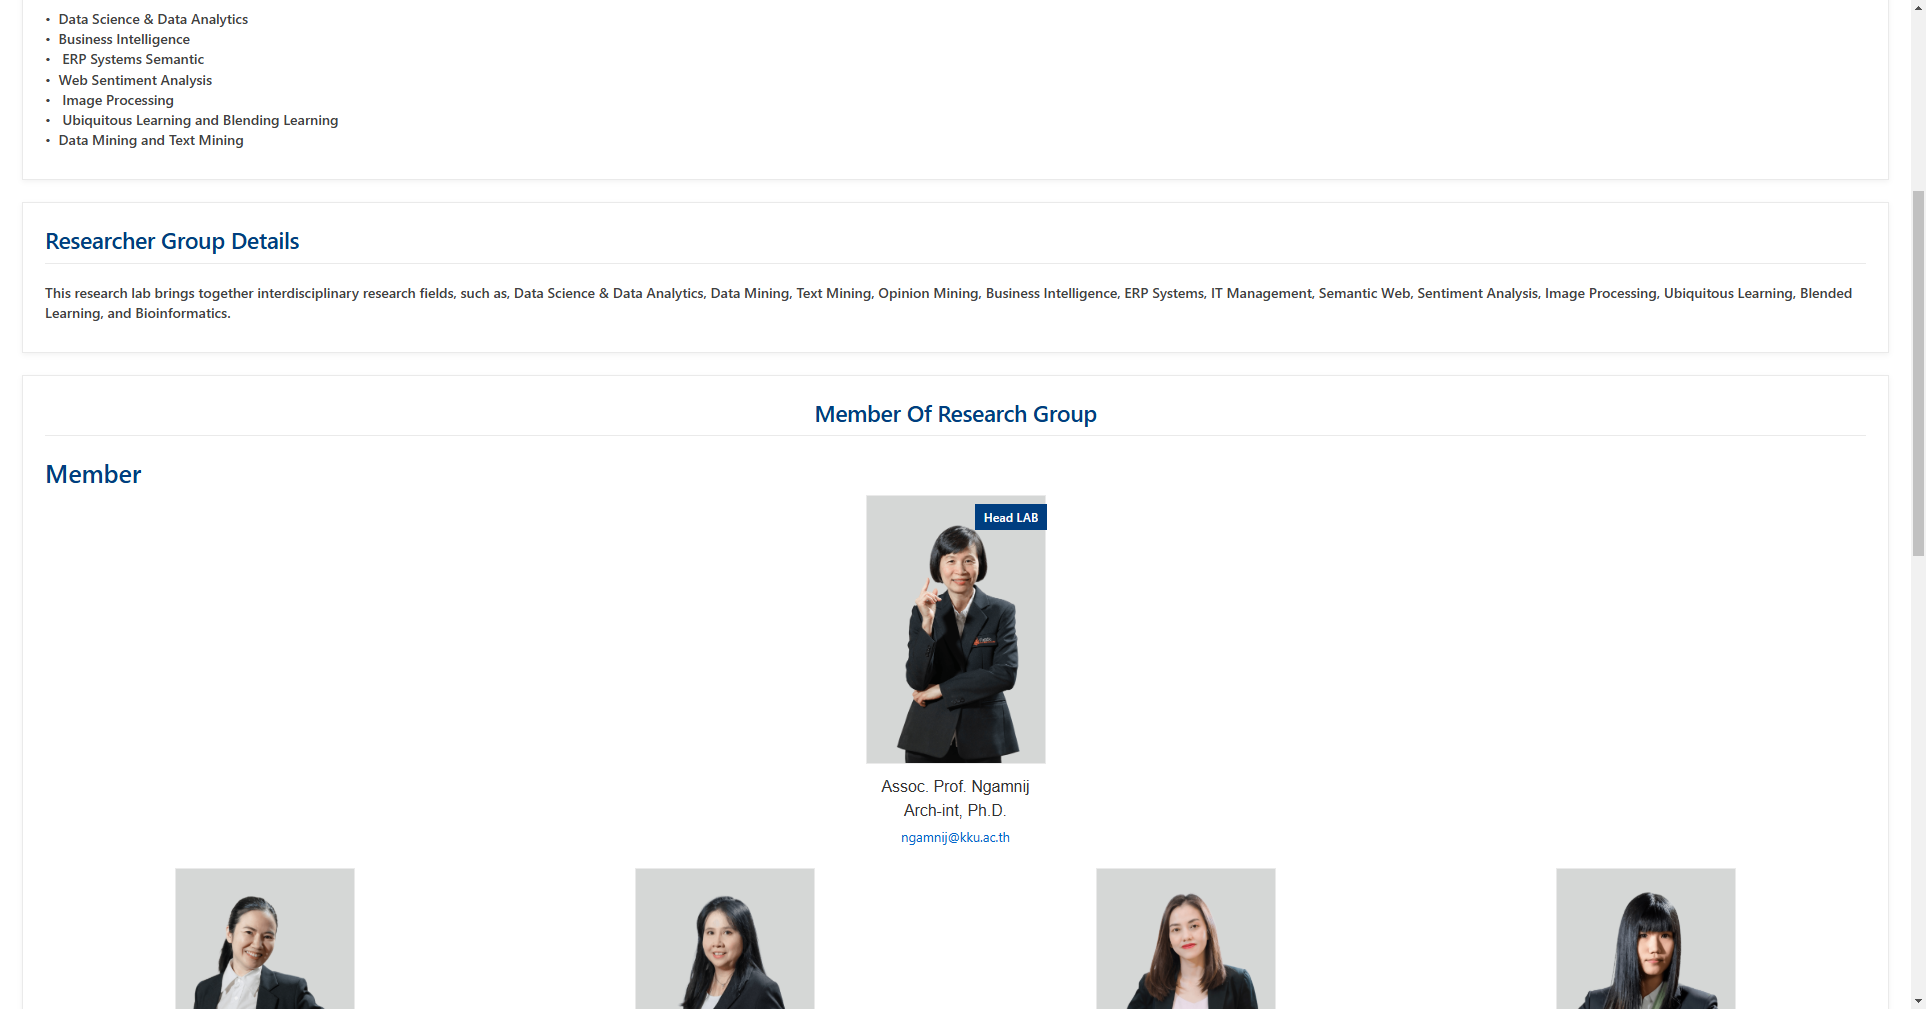 • Data Science & Data Analytics
• Business Intelligence
• ERP Systems Semantic
• Web Sentiment Analysis
• Image Processing
• Ubiquitous Learning and Blending Learning
• Data Mining and Text Mining
Researcher Group Details
This research lab brings together interdisciplinary research fields, such as, Data Science & Data Analytics, Data Mining, Text Mining, Opinion Mining, Business Intelligence, ERP Systems, IT Management, Semantic Web, Sentiment Analysis, Image Processing, Ubiquitous Learning, Blended
Learning, and Bioinformatics.
Member Of Research Group
Member
Head LAB
Assoc. Prof. Ngamnij
Arch-int, Ph.D.
ngamnij@kku.ac.th